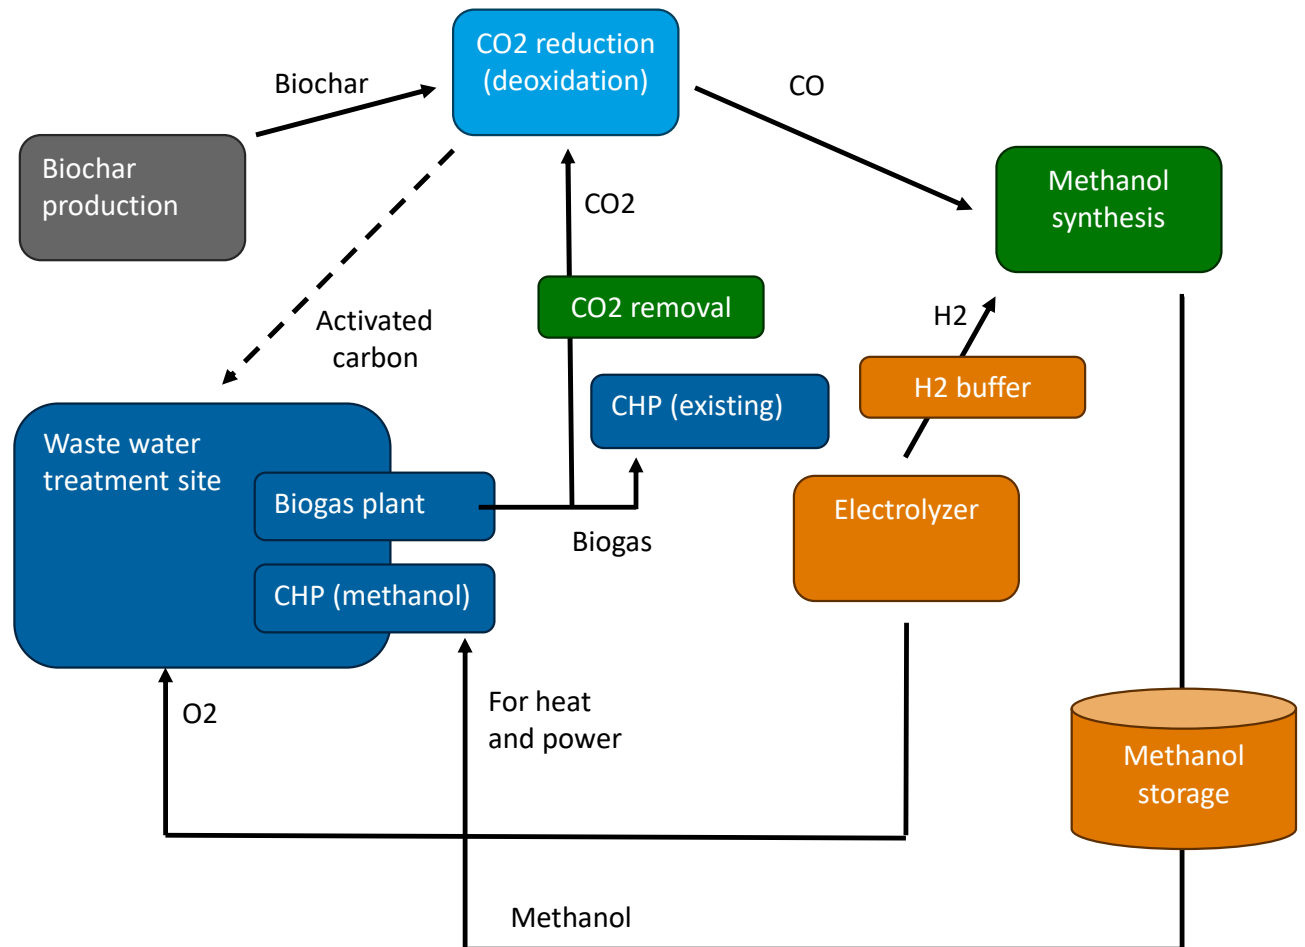 CO2 reduction
(deoxidation)
Biochar
CO
Biochar
production
Methanol
synthesis
CO2
CO2 removal
Activated
carbon
H2
H2 buffer
CHP (existing)
Waste water
treatment site
Biogas plant
Biogas
Electrolyzer
CHP (methanol)
O2
For heat
and power
Methanol
storage
Methanol